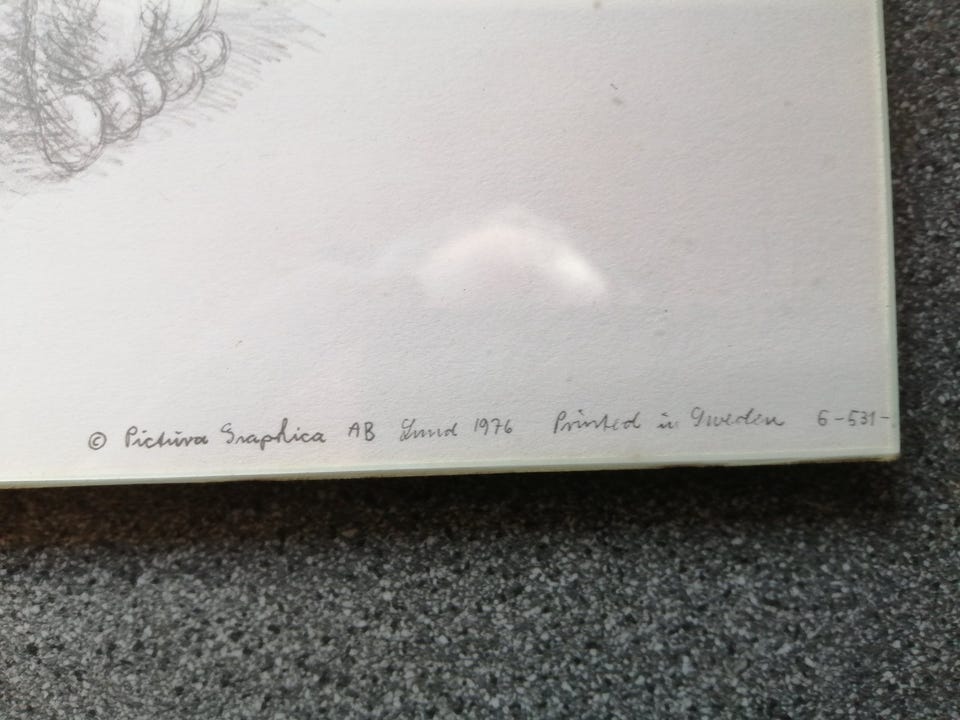 © Pictura Graphica AB Lund 1976 Printed in Sweden 6-531-